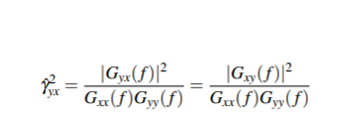 γ̂²yx = |Gyx(f)|² / Gxx(f)Gyy(f) = |Gxy(f)|² / Gxx(f)Gyy(f)